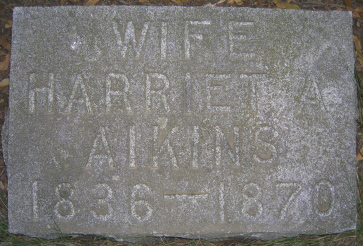 WIFE
HARRIET A.
AIKINS
1836-1870